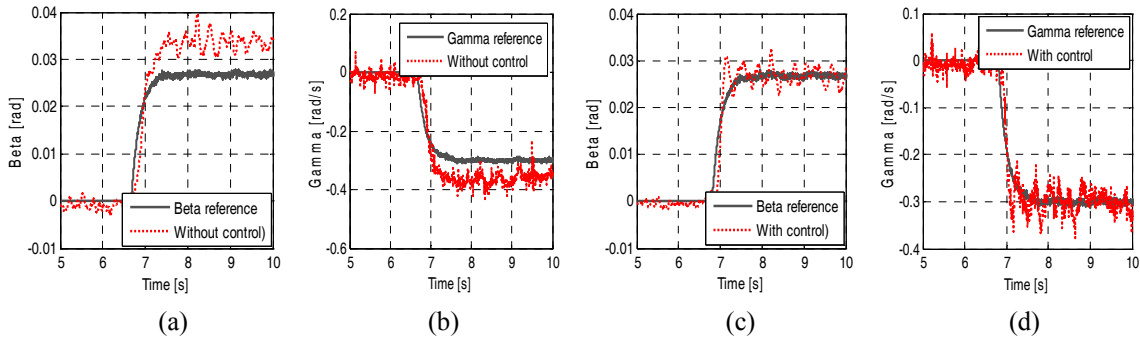 0.04
0.03
0.02
0.01
0
-0.01
Beta [rad]
5 6 7 8 9 10
Time [s]
Beta reference
Without control)
(a)
0.2
0
-0.2
-0.4
0.6
Gamma [rad/s]
5 6 7 8 9 10
Time [s]
Gamma reference
Without control
(b)
0.04
0.03
0.02
0.01
0
-0.01
Beta [rad]
5 6 7 8 9 10
Time [s]
Beta reference
With control)
(c)
0.1
0
-0.1
-0.2
-0.3
-0.4
Gamma [rad/s]
5 6 7 8 9 10
Time [s]
Gamma reference
With control
(d)